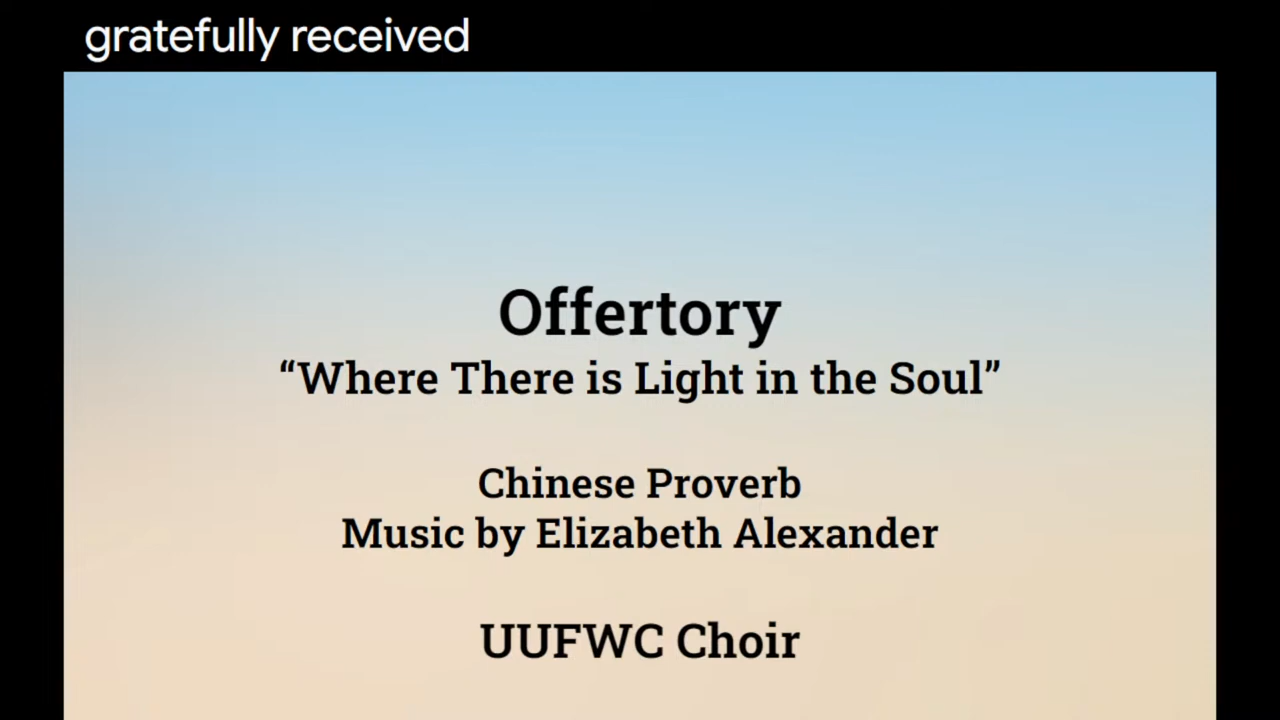 gratefully received
Offertory
“Where There is Light in the Soul”
Chinese Proverb
Music by Elizabeth Alexander
UUFWC Choir